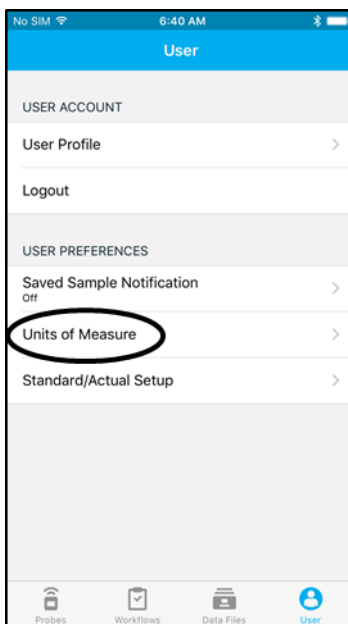 No SIM 6:40 AM
User
USER ACCOUNT
User Profile
Logout
USER PREFERENCES
Saved Sample Notification
Off
Units of Measure
Standard/Actual Setup
Probes Workflows Data Files User